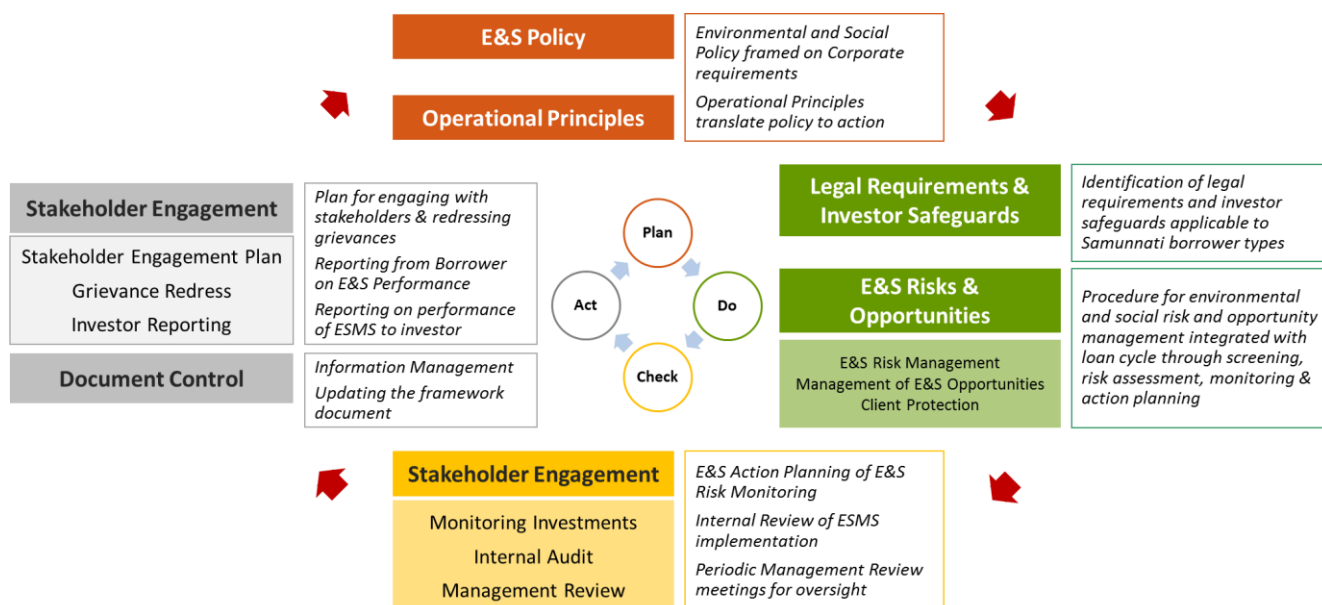 E&S Policy
Operational Principles
Environmental and Social
Policy framed on Corporate
requirements
Operational Principles
translate policy to action
Stakeholder Engagement
Stakeholder Engagement Plan
Grievance Redress
Investor Reporting
Plan for engaging with
stakeholders & redressing
grievances
Reporting from Borrower
on E&S Performance
Reporting on performance
of ESMS to investor
Document Control
Information Management
Updating the framework
document
Plan
Do
Check
Act
Legal Requirements &
Investor Safeguards
Identification of legal
requirements and investor
safeguards applicable to
Samunnati borrower types
E&S Risks &
Opportunities
E&S Risk Management
Management of E&S Opportunities
Client Protection
Procedure for environmental
and social risk and opportunity
management integrated with
loan cycle through screening,
risk assessment, monitoring &
action planning
Stakeholder Engagement
Monitoring Investments
Internal Audit
Management Review
E&S Action Planning of E&S
Risk Monitoring
Internal Review of ESMS
implementation
Periodic Management Review
meetings for oversight